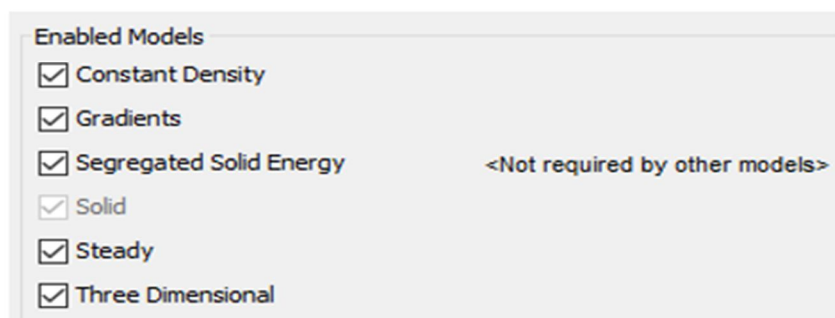 Enabled Models
Constant Density
Gradients
Segregated Solid Energy <Not required by other models>
Solid
Steady
Three Dimensional